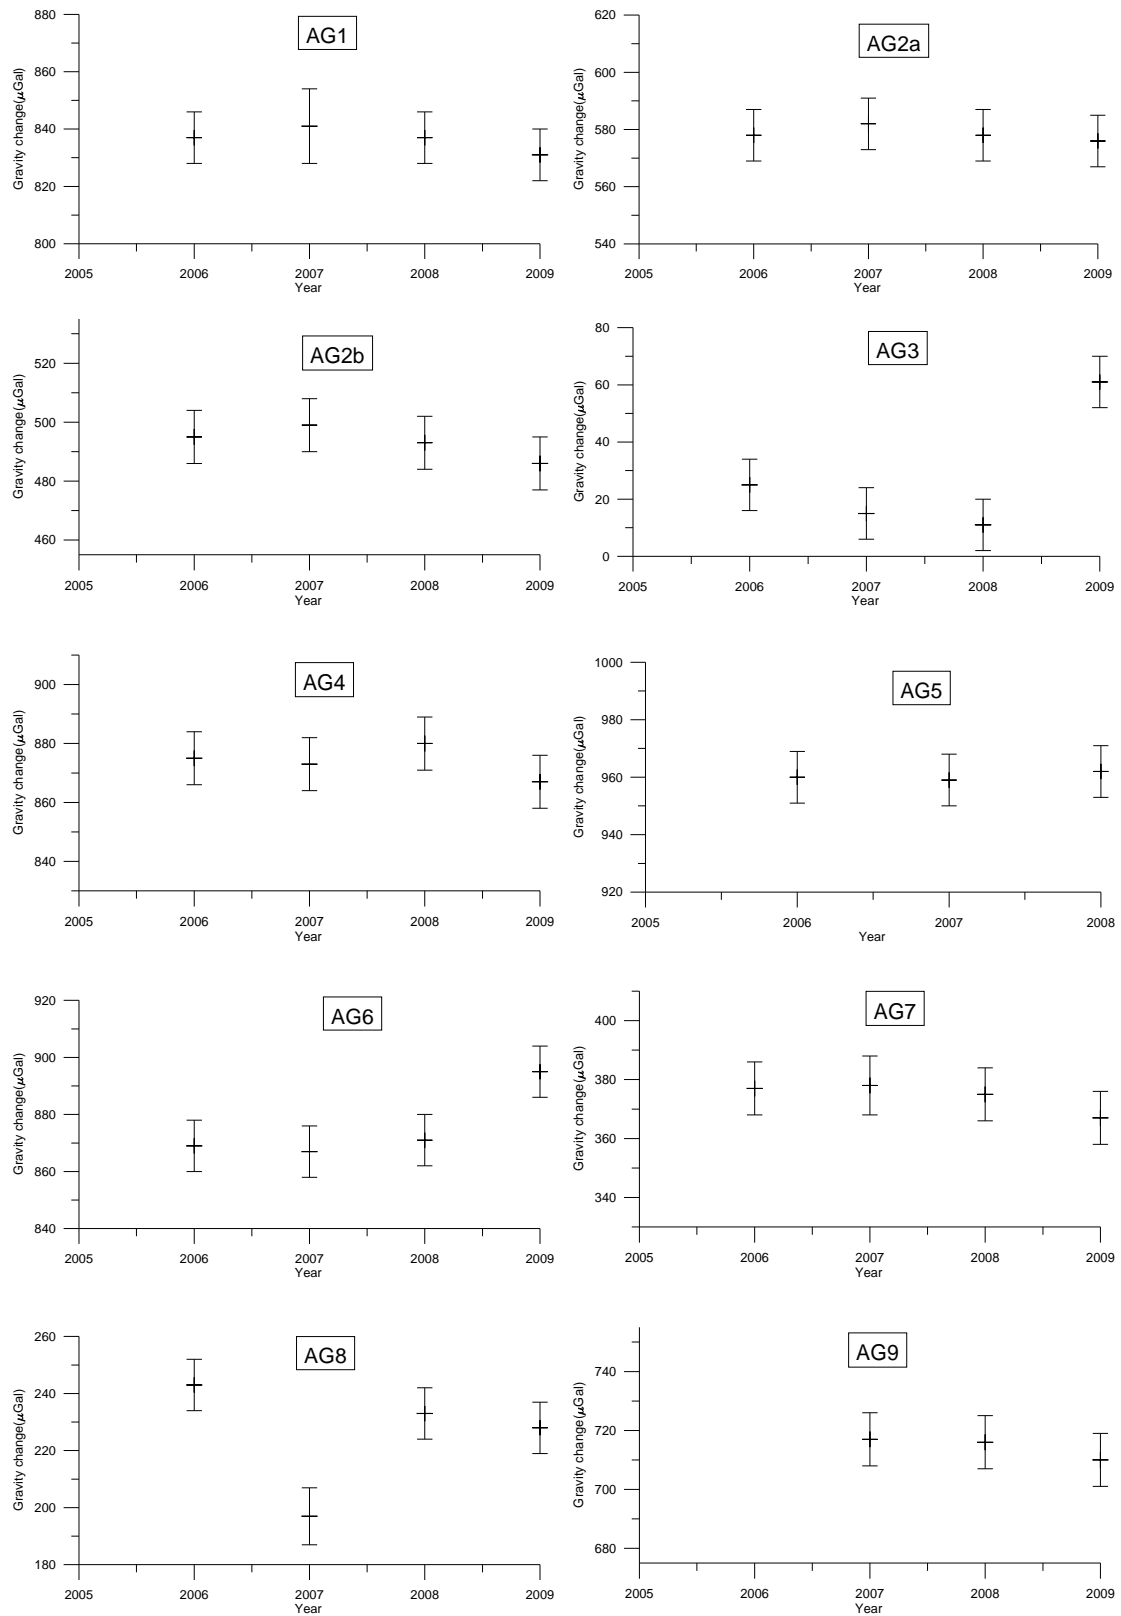 AG1
Gravity change(μGal)
880
860
840
820
800
2005 2006 2007 2008 2009
Year
AG2a
Gravity change(μGal)
620
600
580
560
540
2005 2006 2007 2008 2009
Year
AG2b
Gravity change(μGal)
520
500
480
460
2005 2006 2007 2008 2009
Year
AG3
Gravity change(μGal)
80
60
40
20
0
2005 2006 2007 2008 2009
Year
AG4
Gravity change(μGal)
900
880
860
840
2005 2006 2007 2008 2009
Year
AG5
Gravity change(μGal)
1000
980
960
940
920
2005 2006 2007 2008
Year
AG6
Gravity change(μGal)
920
900
880
860
840
2005 2006 2007 2008 2009
Year
AG7
Gravity change(μGal)
400
380
360
340
2005 2006 2007 2008 2009
Year
AG8
Gravity change(μGal)
260
240
220
200
180
2005 2006 2007 2008 2009
Year
AG9
Gravity change(μGal)
740
720
700
680
2005 2006 2007 2008 2009
Year